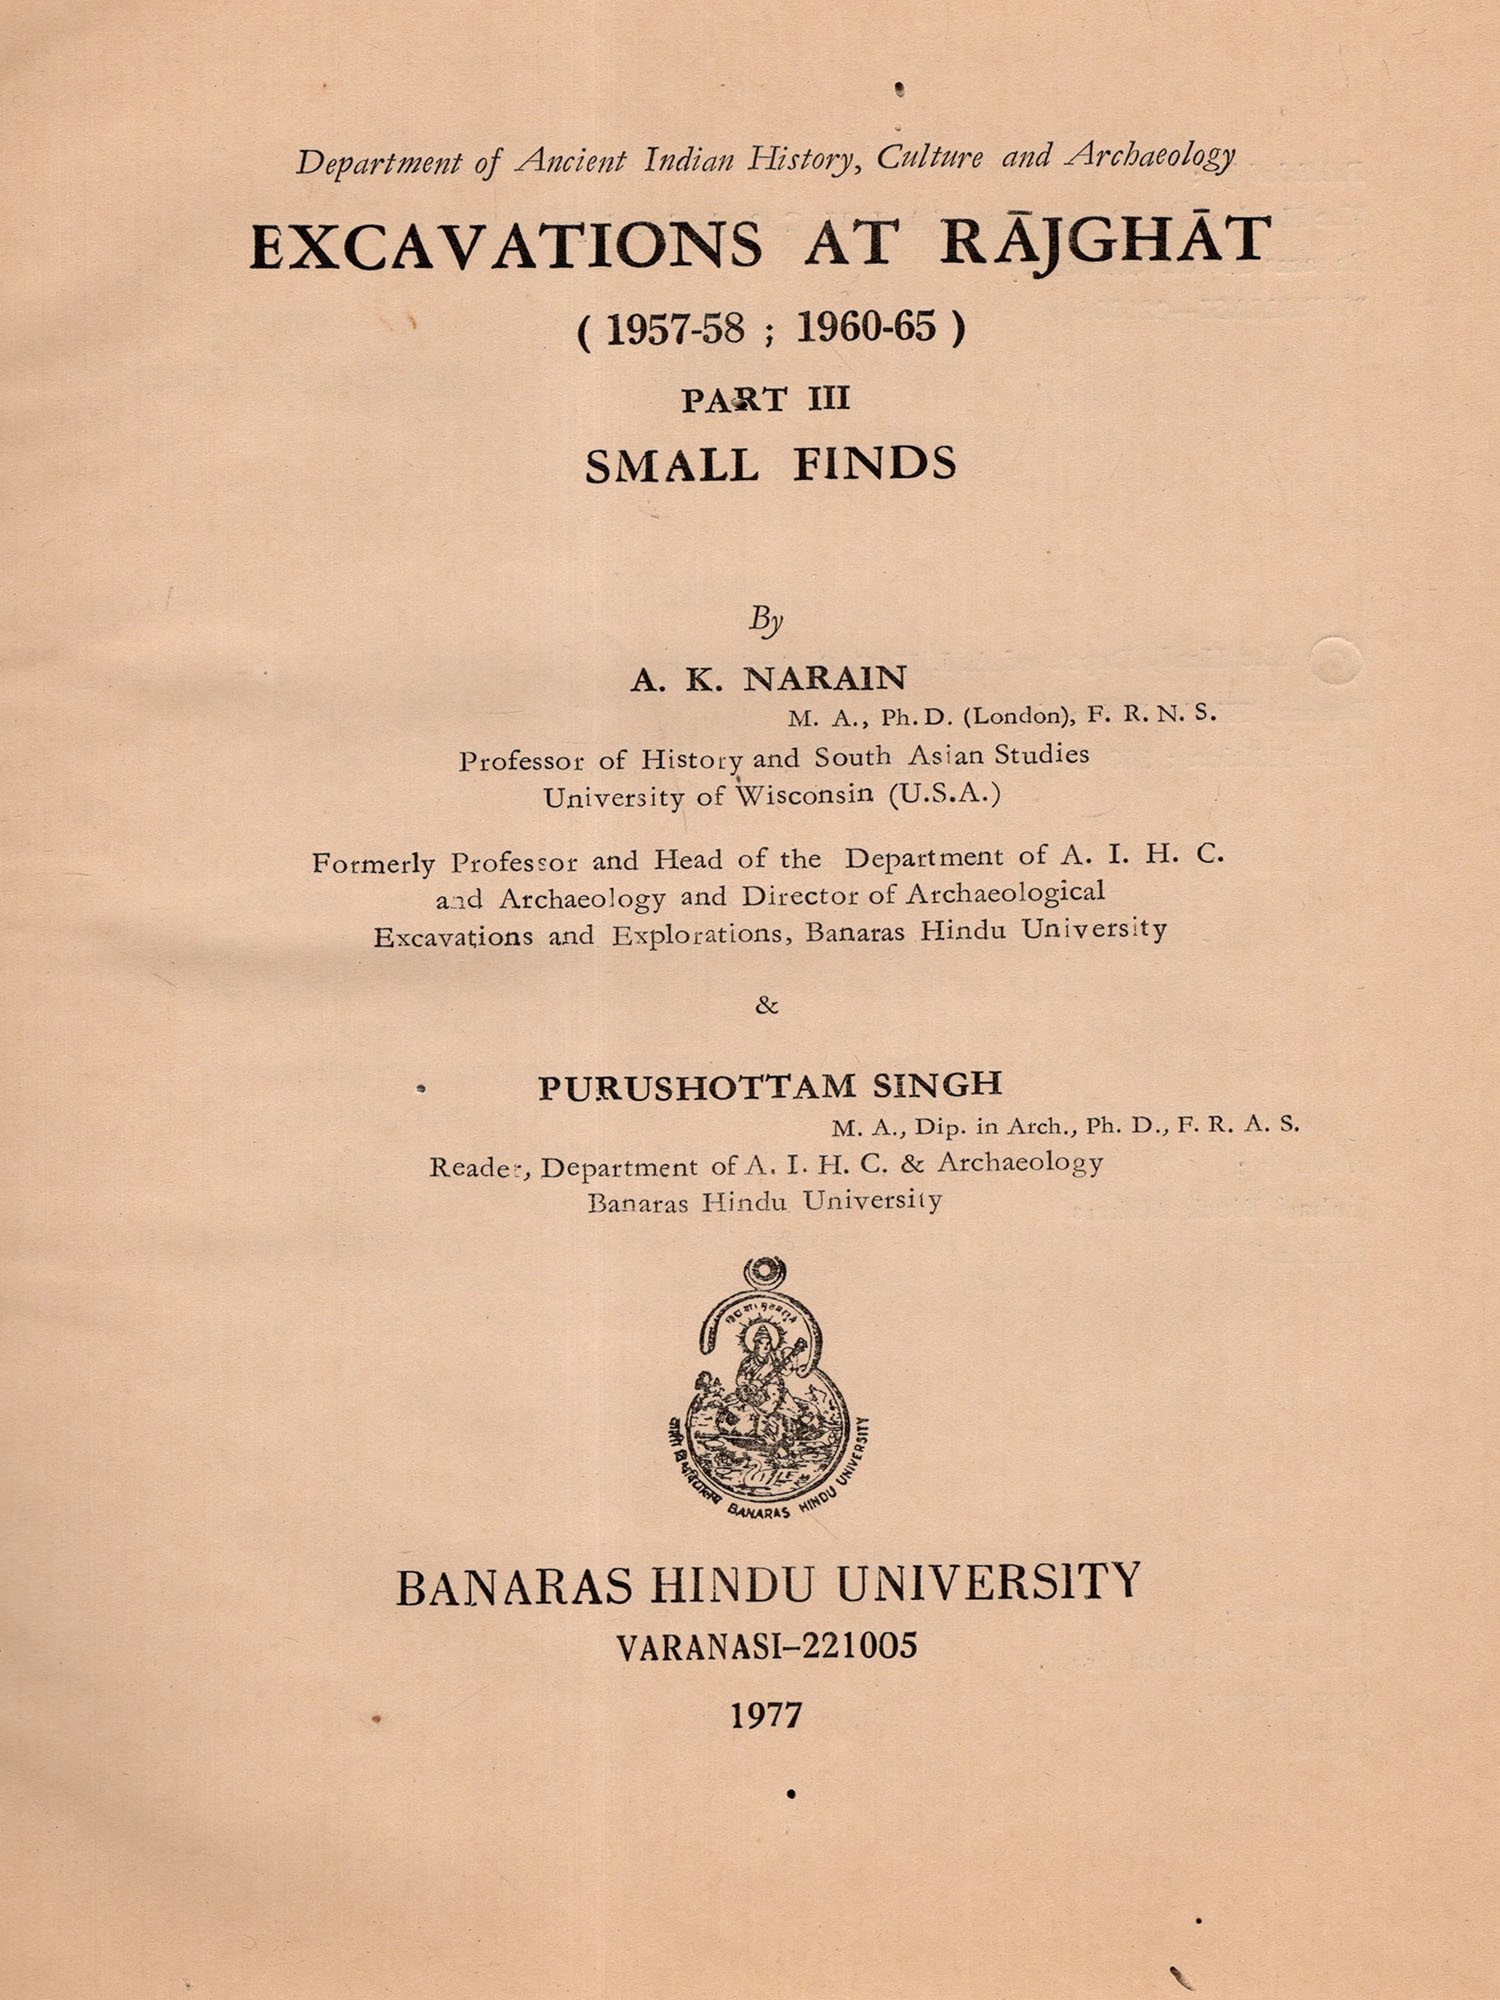 Department of Ancient Indian History, Culture and Archaeology
EXCAVATIONS AT RĀJGHĀT
( 1957-58 ; 1960-65 )
PART III
SMALL FINDS
By
A. K. NARAIN
M. A., Ph.D. (London), F. R. N. S.
Professor of History and South Asian Studies
University of Wisconsin (U.S.A.)
Formerly Professor and Head of the Department of A. I. H. C.
and Archaeology and Director of Archaeological
Excavations and Explorations, Banaras Hindu University
&
PURUSHOTTAM SINGH
M. A., Dip. in Arch., Ph. D., F. R. A. S.
Reader, Department of A. I. H. C. & Archaeology
Banaras Hindu University
काशी विश्वविद्यालय BANARAS HINDU UNIVERSITY
BANARAS HINDU UNIVERSITY
VARANASI–221005
1977